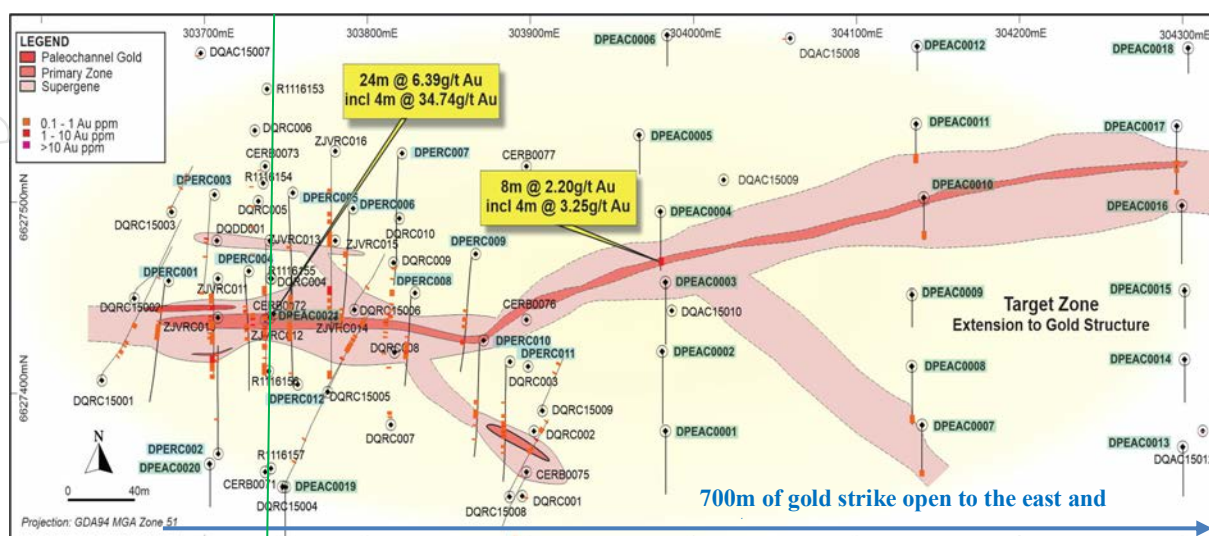 303700mE 303800mE 303900mE 304000mE 304100mE 304200mE 304300mE
LEGEND
Paleochannel Gold
Primary Zone
Supergene
0.1 - 1 Au ppm
1 - 10 Au ppm
>10 Au ppm
DQAC15007
DPEAC0006
DQAC15008
DPEAC0012
DPEAC0018
24m @ 6.39g/t Au
incl 4m @ 34.74g/t Au
R1116153
DQRC006
ZJVRC016
DPERC007
DPEAC0005
DPEAC0011
DPEAC0017
CERB0073
CERB0077
DPERC003
R1116154
DPERC005
DQAC15009
8m @ 2.20g/t Au
incl 4m @ 3.25g/t Au
DPEAC0010
6627500mN
DQRC15003
DQRC005
DPERC006
DPEAC0004
DPEAC0016
DQDD001
ZJVRC013
ZJVRC015
DQRC010
DPERC009
DPERC004
DQRC009
DPERC001
R1116155
DQRC004
DPERC008
DPEAC0003
ZJVRC011
DPEAC0009
DPEAC0015
DQRC15002
CERB0072
DQRC15006
CERB0076
DQAC15010
Target Zone
Extension to Gold Structure
DPEAC0021
ZJVRC01
ZJVRC012
ZJVRC014
DPERC010
DQRC008
DPERC011
DPEAC0002
DPEAC0008
DPEAC0014
R1116156
DQRC003
6627400mN
DQRC15001
DPERC012
DQRC15005
DQRC15009
DQRC007
DQRC002
DPEAC0001
DPEAC0007
DPERC002
DPEAC0013
N
DPEAC0020
R1116157
CERB0071
CERB0075
DQAC15012
0 40m
DPEAC0019
DQRC15004
DQRC15008
DQRC001
700m of gold strike open to the east and
Projection: GDA94 MGA Zone 51